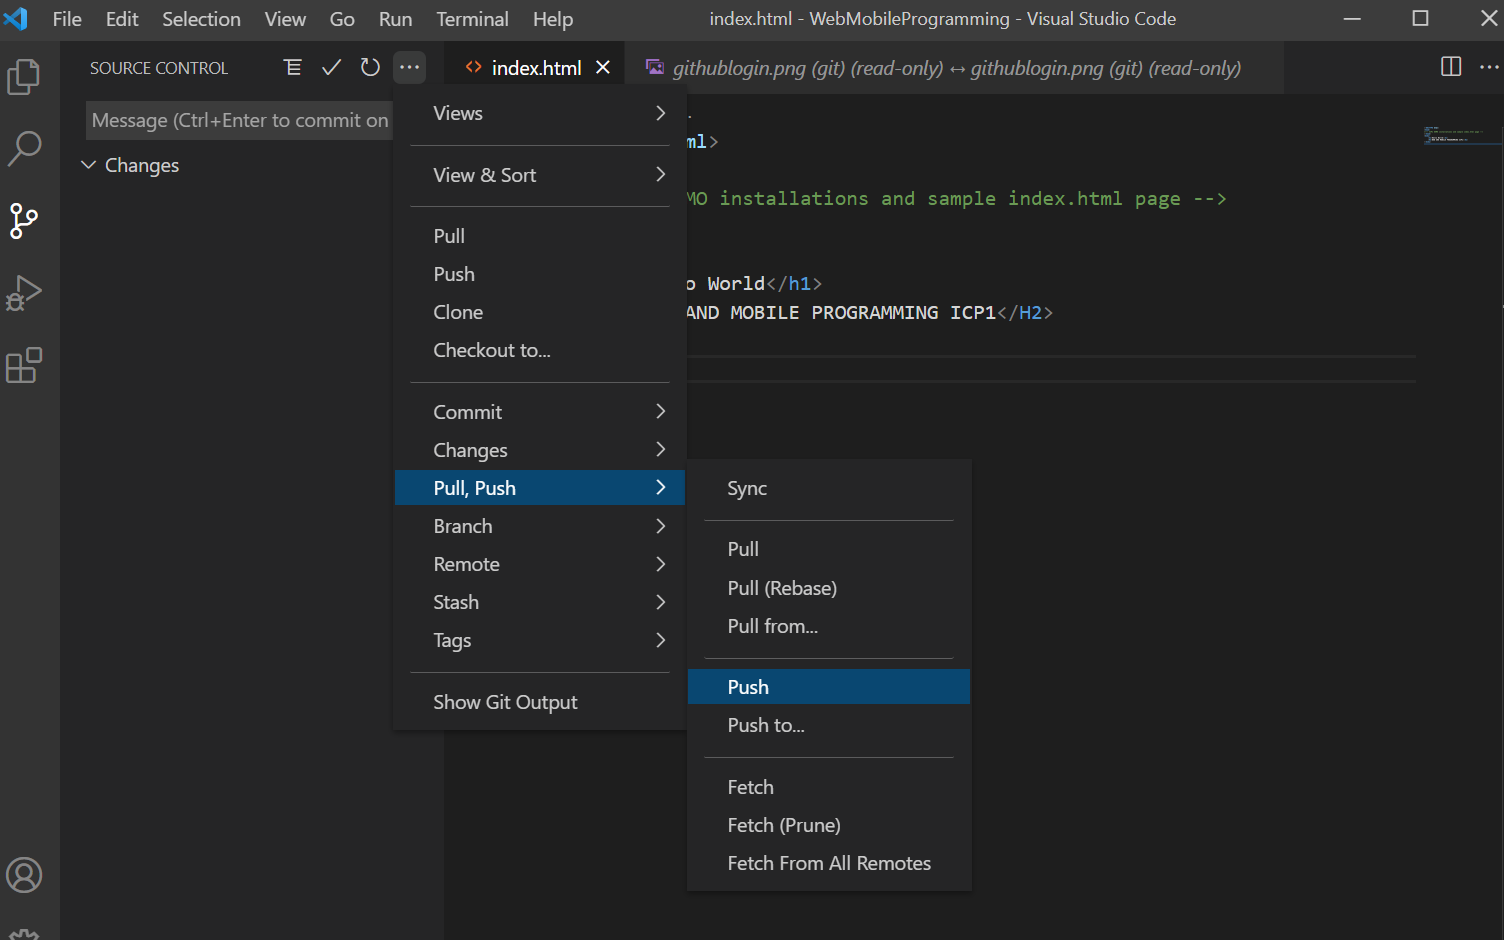 File Edit Selection View Go Run Terminal Help index.html - WebMobileProgramming - Visual Studio Code
SOURCE CONTROL
index.html
githublogin.png (git) (read-only) ↔ githublogin.png (git) (read-only)
Message (Ctrl+Enter to commit on
Changes
Views
View & Sort
Pull
Push
Clone
Checkout to...
Commit
Changes
Pull, Push
Branch
Remote
Stash
Tags
Show Git Output
Sync
Pull
Pull (Rebase)
Pull from...
Push
Push to...
Fetch
Fetch (Prune)
Fetch From All Remotes
ml>
MO installations and sample index.html page -->
o World</h1>
AND MOBILE PROGRAMMING ICP1</H2>